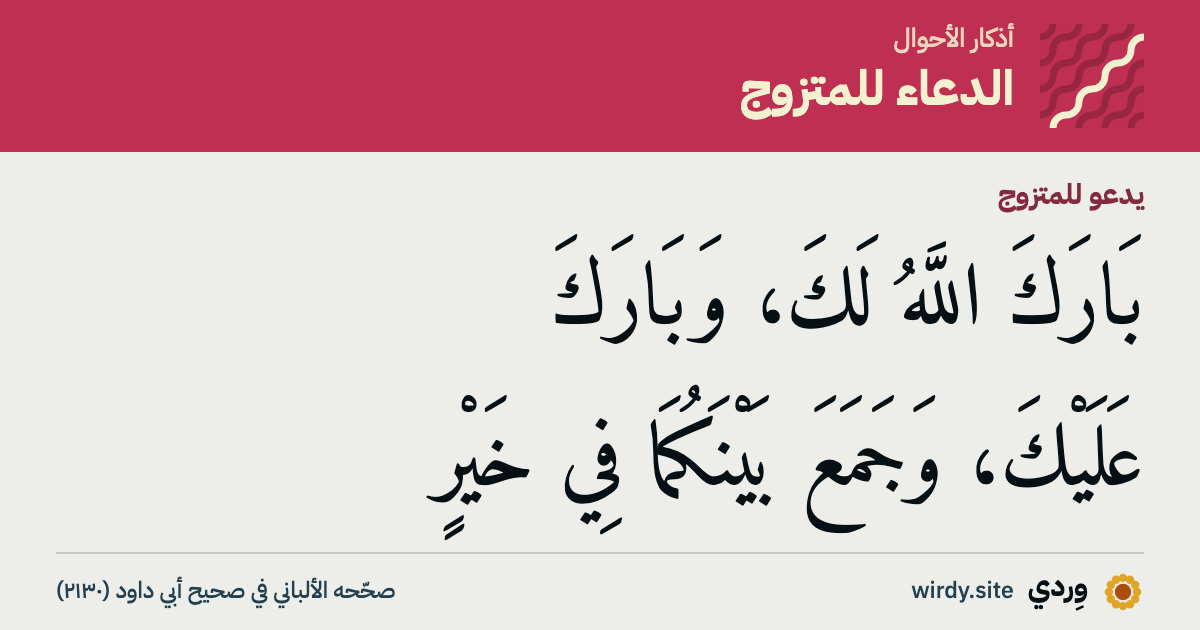 أذكار الأحوال
الدعاء للمتزوج
يدعو للمتزوج
بَارَكَ اللَّهُ لَكَ، وَبَارَكَ
عَلَيْكَ، وَجَمَعَ بَيْنَكُمَا فِي خَيْرٍ
وِردي wirdy.site
صحّحه الألباني في صحيح أبي داود (٢١٣٠)